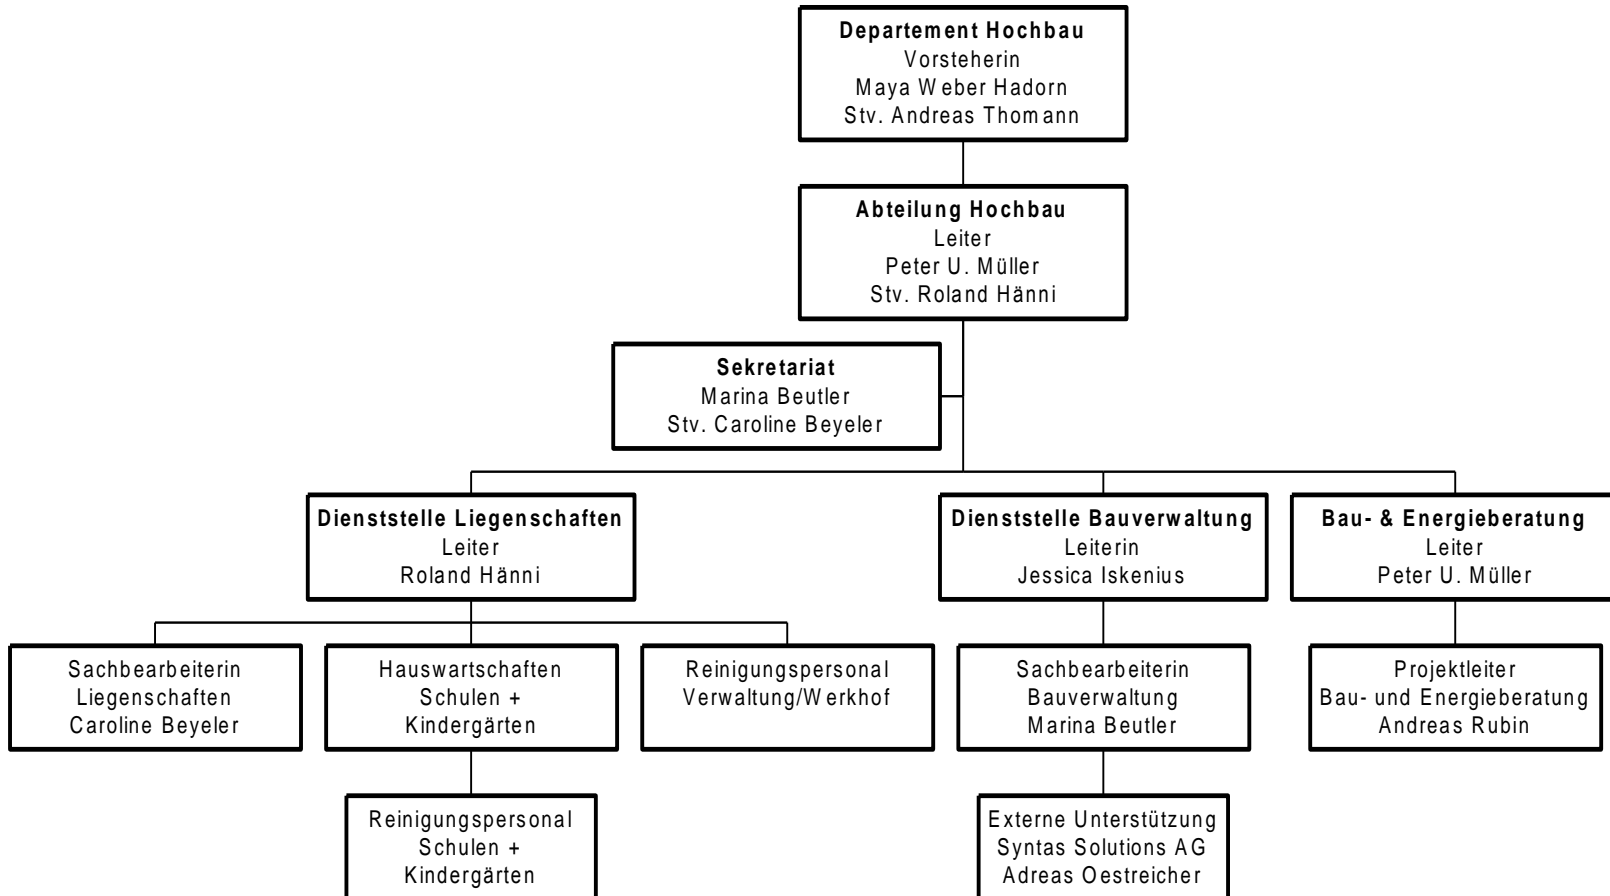 Departement Hochbau
Vorsteherin
Maya Weber Hadorn
Stv. Andreas Thomann
Abteilung Hochbau
Leiter
Peter U. Müller
Stv. Roland Hänni
Sekretariat
Marina Beutler
Stv. Caroline Beyeler
Dienststelle Liegenschaften
Leiter
Roland Hänni
Dienststelle Bauverwaltung
Leiterin
Jessica Iskenius
Bau- & Energieberatung
Leiter
Peter U. Müller
Sachbearbeiterin
Liegenschaften
Caroline Beyeler
Hauswartschaften
Schulen +
Kindergärten
Reinigungspersonal
Verwaltung/Werkhof
Sachbearbeiterin
Bauverwaltung
Marina Beutler
Projektleiter
Bau- und Energieberatung
Andreas Rubin
Reinigungspersonal
Schulen +
Kindergärten
Externe Unterstützung
Syntas Solutions AG
Adreas Oestreicher